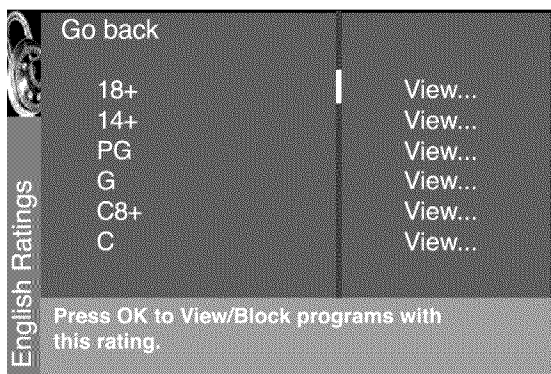 Go back
18+ View...
14+ View...
PG View...
G View...
C8+ View...
C View...
English Ratings
Press OK to View/Block programs with
this rating.